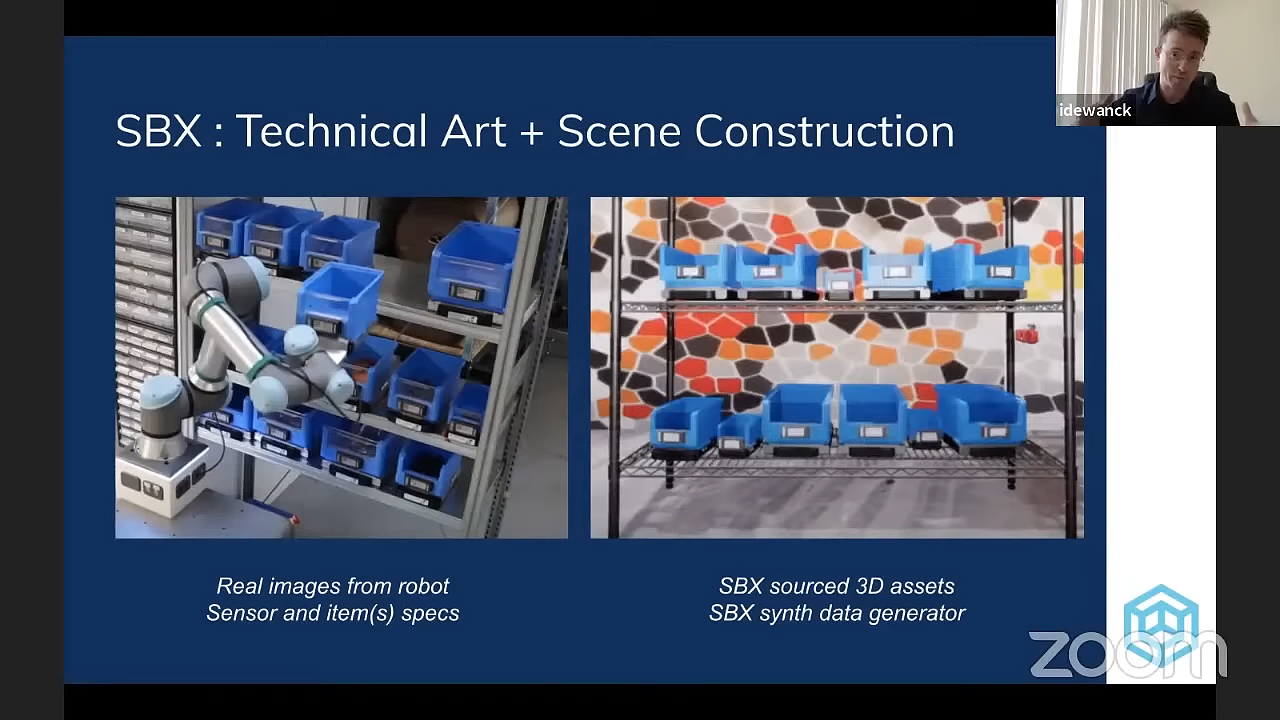 idewanck
SBX : Technical Art + Scene Construction
Real images from robot
Sensor and item(s) specs
SBX sourced 3D assets
SBX synth data generator
zoom